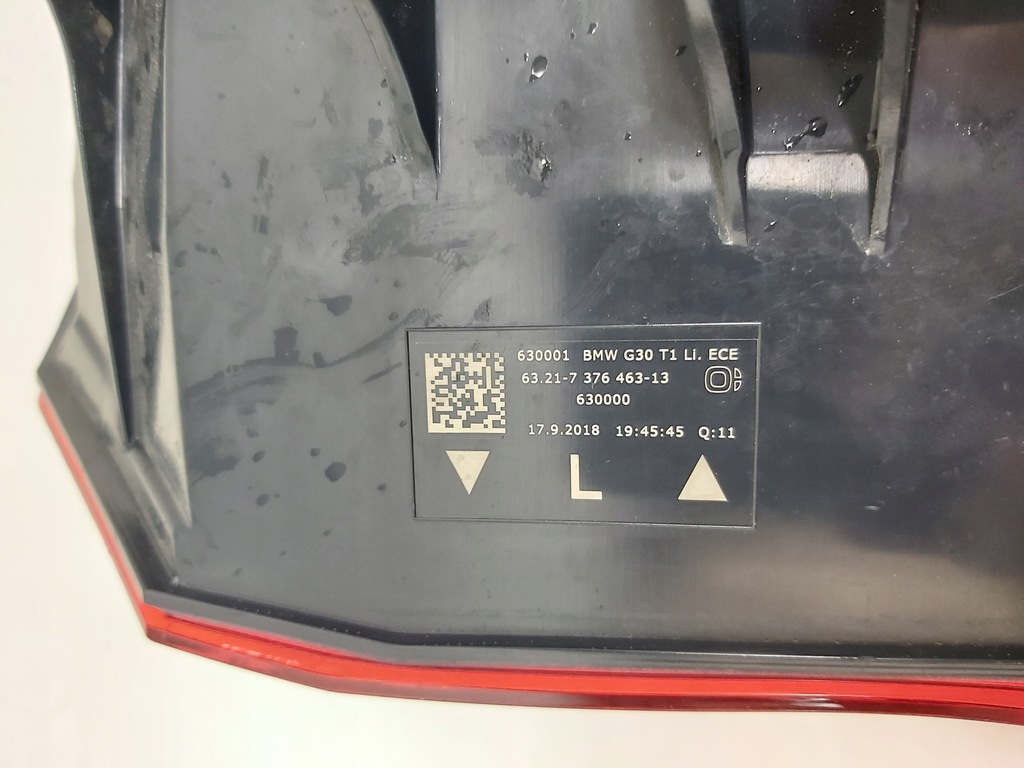 630001 BMW G30 T1 Li. ECE
63.21-7 376 463-13
630000
17.9.2018 19:45:45 Q:11
L